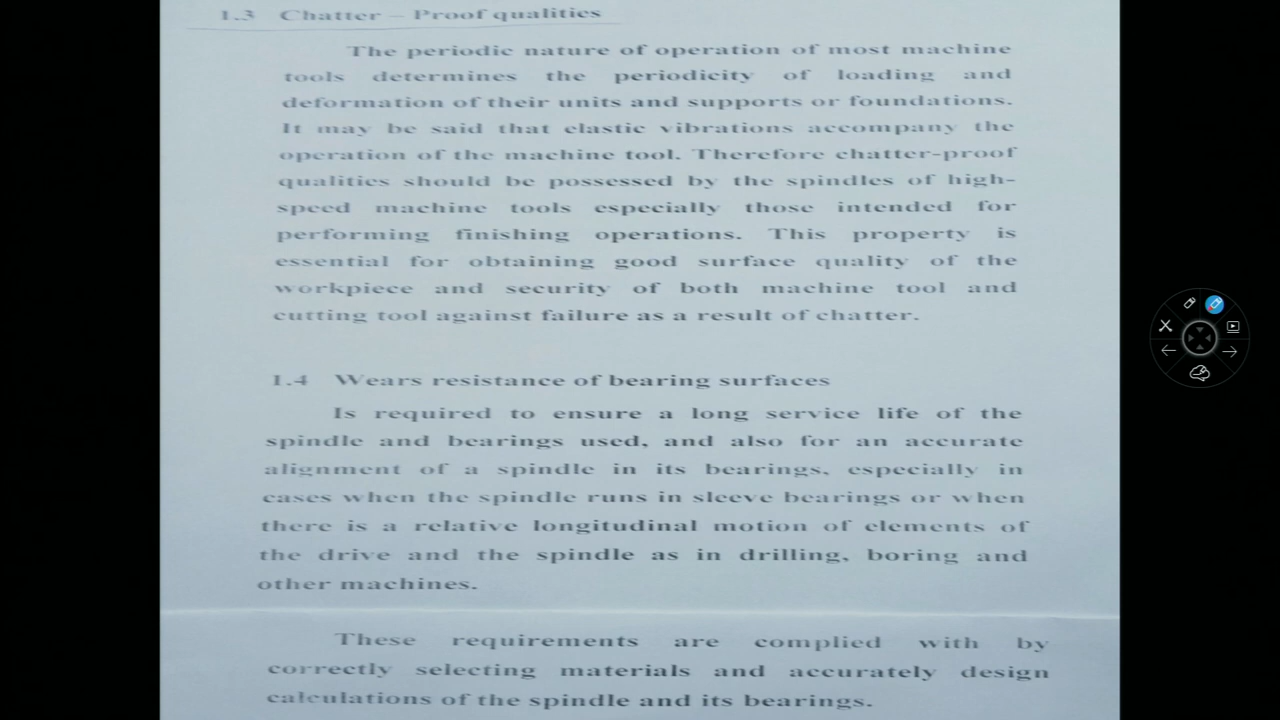 1.3 Chatter – Proof qualities
The periodic nature of operation of most machine
tools determines the periodicity of loading and
deformation of their units and supports or foundations.
It may be said that elastic vibrations accompany the
operation of the machine tool. Therefore chatter-proof
qualities should be possessed by the spindles of high-
speed machine tools especially those intended for
performing finishing operations. This property is
essential for obtaining good surface quality of the
workpiece and security of both machine tool and
cutting tool against failure as a result of chatter.
1.4 Wears resistance of bearing surfaces
Is required to ensure a long service life of the
spindle and bearings used, and also for an accurate
alignment of a spindle in its bearings, especially in
cases when the spindle runs in sleeve bearings or when
there is a relative longitudinal motion of elements of
the drive and the spindle as in drilling, boring and
other machines.
These requirements are complied with by
correctly selecting materials and accurately design
calculations of the spindle and its bearings.